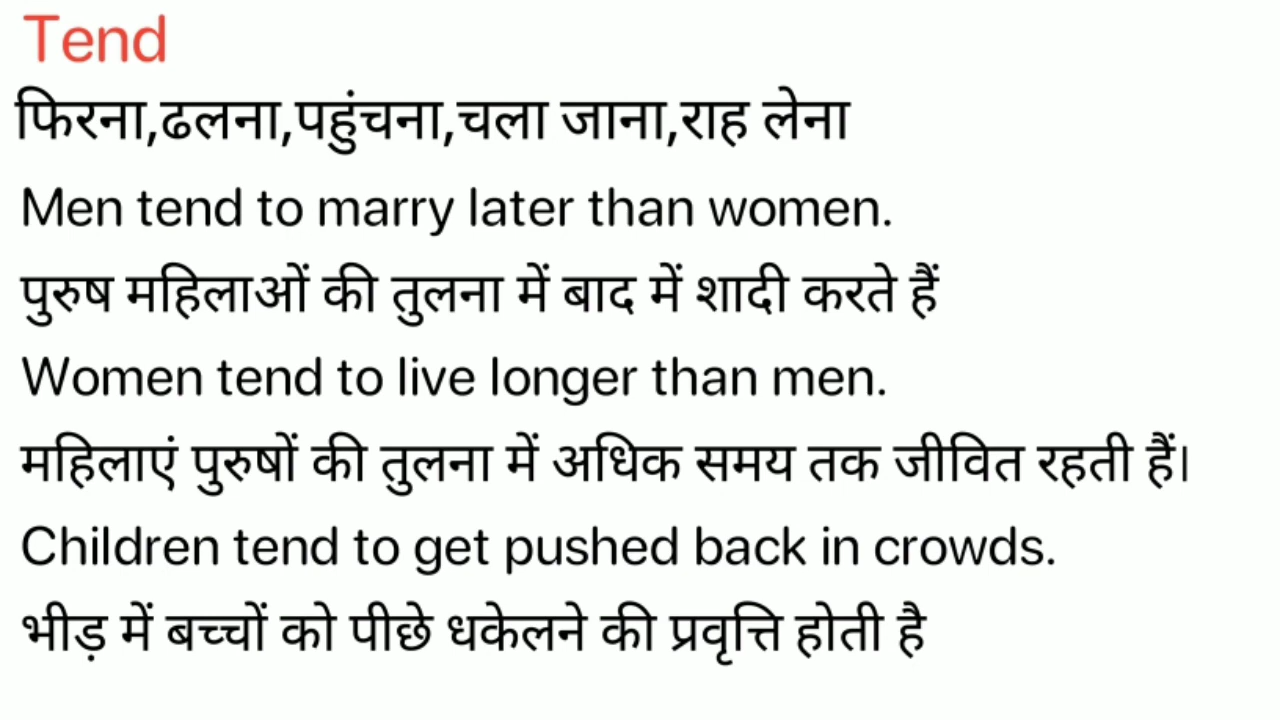 Tend
फिरना,ढलना,पहुंचना,चला जाना,राह लेना
Men tend to marry later than women.
पुरुष महिलाओं की तुलना में बाद में शादी करते हैं
Women tend to live longer than men.
महिलाएं पुरुषों की तुलना में अधिक समय तक जीवित रहती हैं।
Children tend to get pushed back in crowds.
भीड़ में बच्चों को पीछे धकेलने की प्रवृत्ति होती है